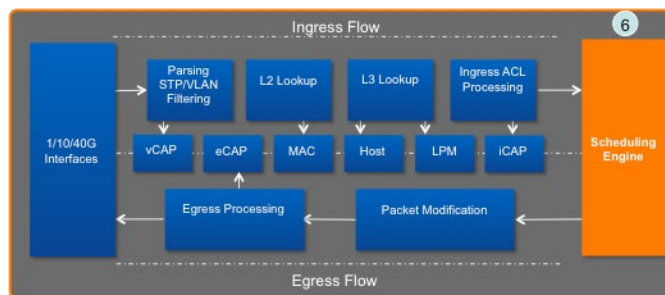 Ingress Flow
6
Parsing
STP/VLAN
Filtering
L2 Lookup
L3 Lookup
Ingress ACL
Processing
1/10/40G
Interfaces
vCAP
eCAP
MAC
Host
LPM
iCAP
Scheduling
Engine
Egress Processing
Packet Modification
Egress Flow